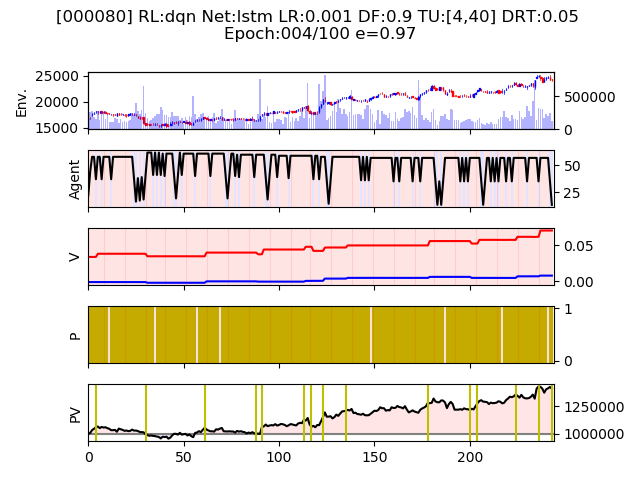 [000080] RL:dqn Net:lstm LR:0.001 DF:0.9 TU:[4,40] DRT:0.05
Epoch:004/100 e=0.97
Env.
25000
20000
15000
500000
0
Agent
50
25
V
0.05
0.00
P
1
0
PV
1250000
1000000
0 50 100 150 200